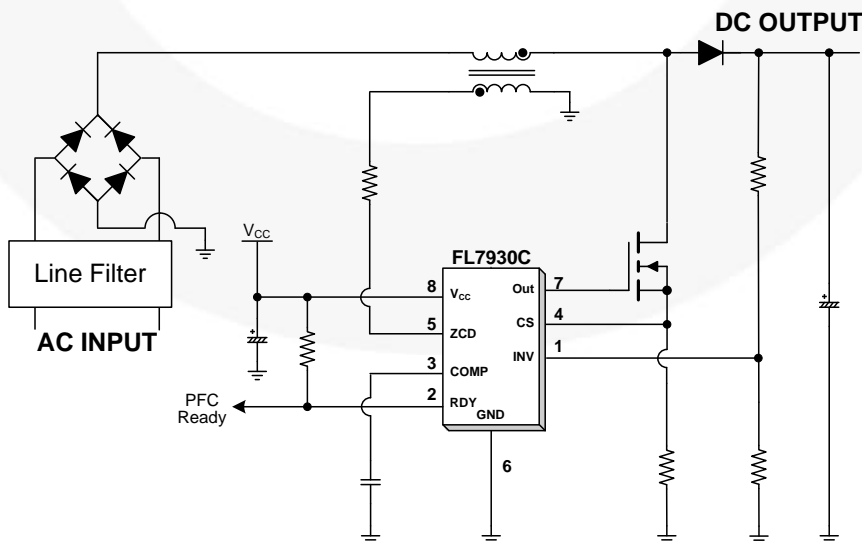 DC OUTPUT
Line Filter
AC INPUT
VCC
PFC
Ready
FL7930C
8 VCC
5 ZCD
3 COMP
2 RDY
Out 7
CS 4
INV 1
GND
6
+
+